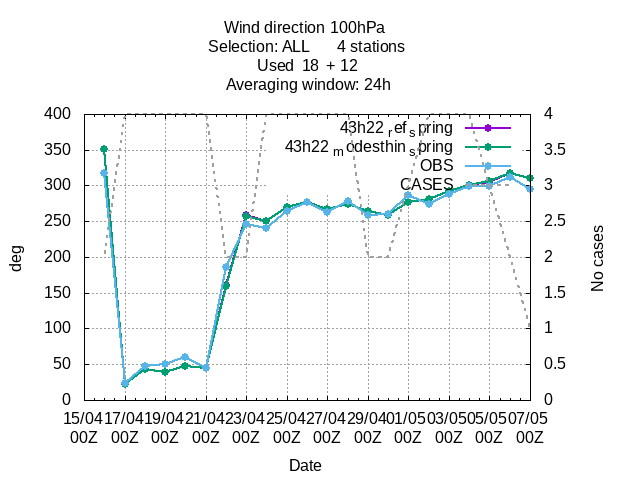 Wind direction 100hPa
Selection: ALL 4 stations
Used 18 + 12
Averaging window: 24h
43h22 ref spring
43h22 modesthin spring
OBS
CASES
deg
400
350
300
250
200
150
100
50
0
4
3.5
3
2.5
2
1.5
1
0.5
0
No cases
15/04 17/04 19/04 21/04 23/04 25/04 27/04 29/04 01/05 03/05 05/05 07/05
00Z 00Z 00Z 00Z 00Z 00Z 00Z 00Z 00Z 00Z 00Z 00Z
Date